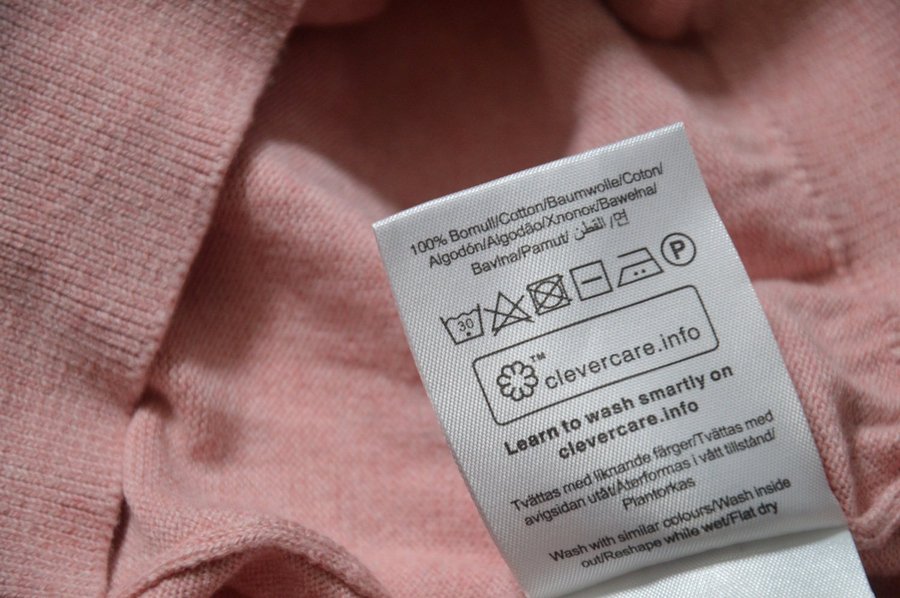 100% Bomull/Cotton/Baumwolle/Coton/
Algodón/Algodão/Хлопок/Bawełna/
Bavlna/Pamut/ القطن /면
30
P
™
clevercare.info
Learn to wash smartly on
clevercare.info
Tvättas med liknande färger/Tvättas med
avigsidan utåt/Återformas i vått tillstånd/
Plantorkas
Wash with similar colours/Wash inside
out/Reshape while wet/Flat dry